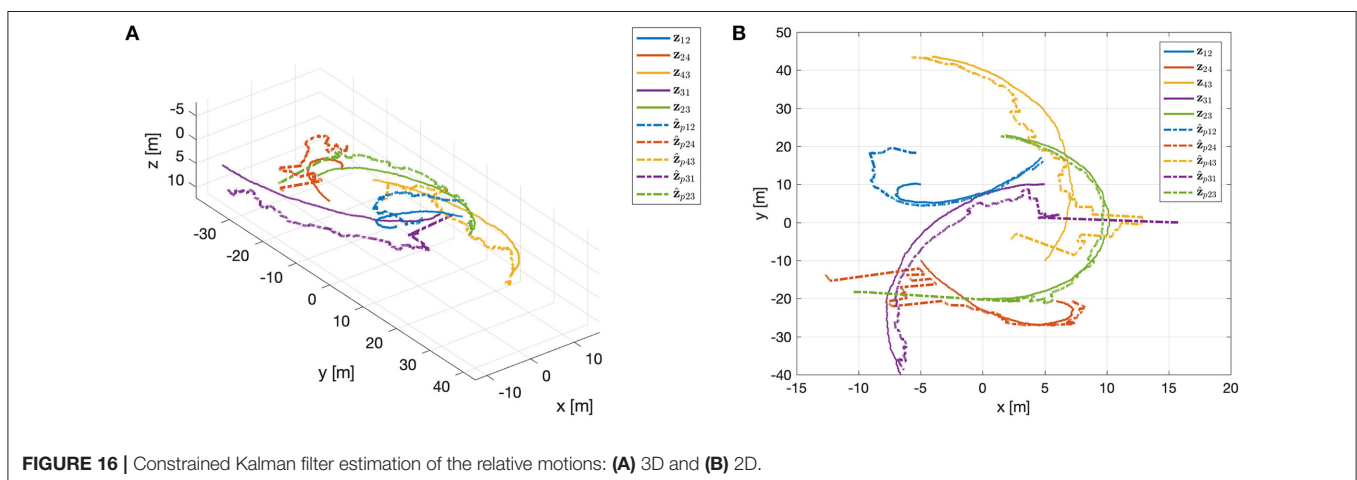 A
z [m]
-5
0
5
10
-30
-20
-10
0
10
20
30
40
y [m]
-10
0
10
x [m]
z₁₂
z₂₄
z₄₃
z₃₁
z₂₃
ẑₚ₁₂
ẑₚ₂₄
ẑₚ₄₃
ẑₚ₃₁
ẑₚ₂₃
B
50
40
30
20
10
0
-10
-20
-30
-40
y [m]
-15
-10
-5
0
5
10
15
20
x [m]
z₁₂
z₂₄
z₄₃
z₃₁
z₂₃
ẑₚ₁₂
ẑₚ₂₄
ẑₚ₄₃
ẑₚ₃₁
ẑₚ₂₃
FIGURE 16 | Constrained Kalman filter estimation of the relative motions: (A) 3D and (B) 2D.